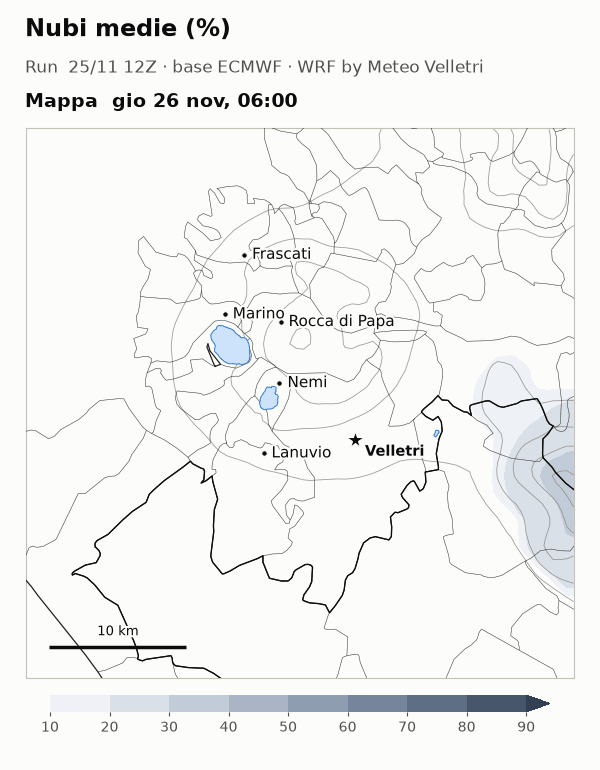 Nubi medie (%)
Run  25/11 12Z · base ECMWF · WRF by Meteo Velletri
Mappa  gio 26 nov, 06:00
Frascati
Marino
Rocca di Papa
Nemi
Velletri
Lanuvio
10 km
10 20 30 40 50 60 70 80 90